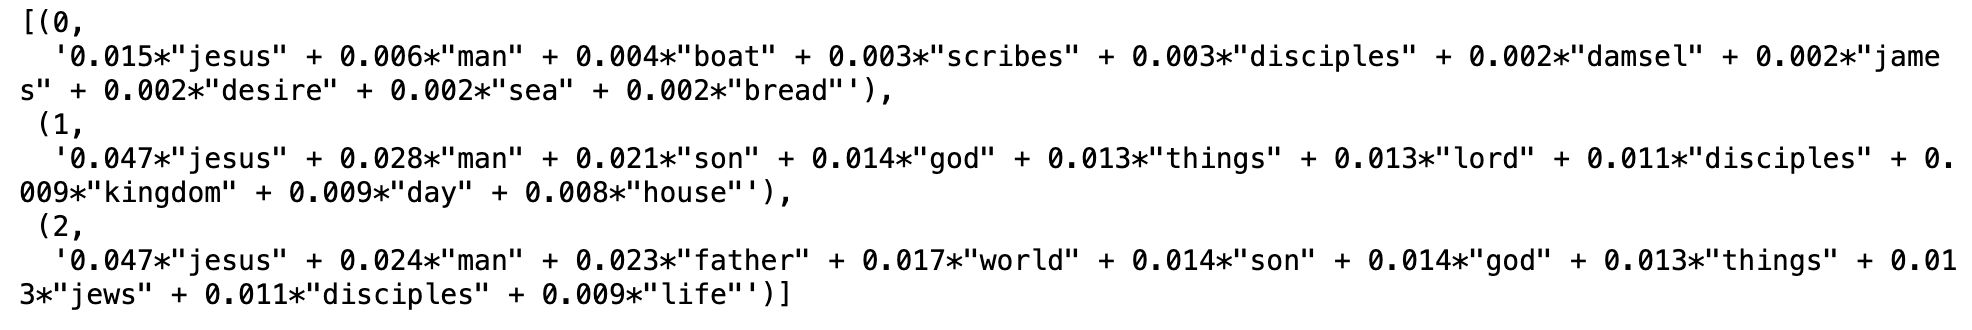 [(0,
  '0.015*"jesus" + 0.006*"man" + 0.004*"boat" + 0.003*"scribes" + 0.003*"disciples" + 0.002*"damsel" + 0.002*"jame
s" + 0.002*"desire" + 0.002*"sea" + 0.002*"bread"'),
 (1,
  '0.047*"jesus" + 0.028*"man" + 0.021*"son" + 0.014*"god" + 0.013*"things" + 0.013*"lord" + 0.011*"disciples" + 0.
009*"kingdom" + 0.009*"day" + 0.008*"house"'),
 (2,
  '0.047*"jesus" + 0.024*"man" + 0.023*"father" + 0.017*"world" + 0.014*"son" + 0.014*"god" + 0.013*"things" + 0.01
3*"jews" + 0.011*"disciples" + 0.009*"life"')]